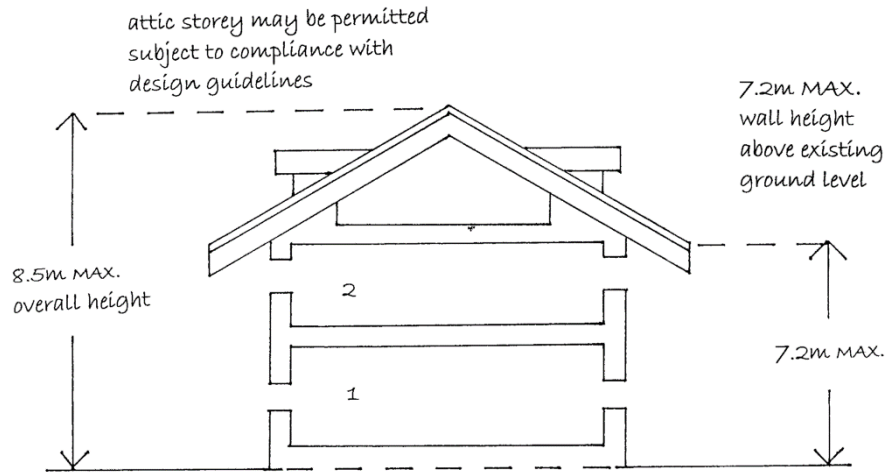 attic storey may be permitted
subject to compliance with
design guidelines
7.2m MAX.
wall height
above existing
ground level
8.5m MAX.
overall height
2
7.2m MAX.
1